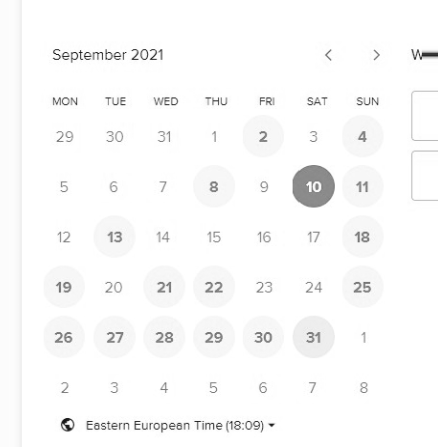 September 2021 < >
MON TUE WED THU FRI SAT SUN
29 30 31 1 2 3 4
5 6 7 8 9 10 11
12 13 14 15 16 17 18
19 20 21 22 23 24 25
26 27 28 29 30 31 1
2 3 4 5 6 7 8
Eastern European Time (18:09)